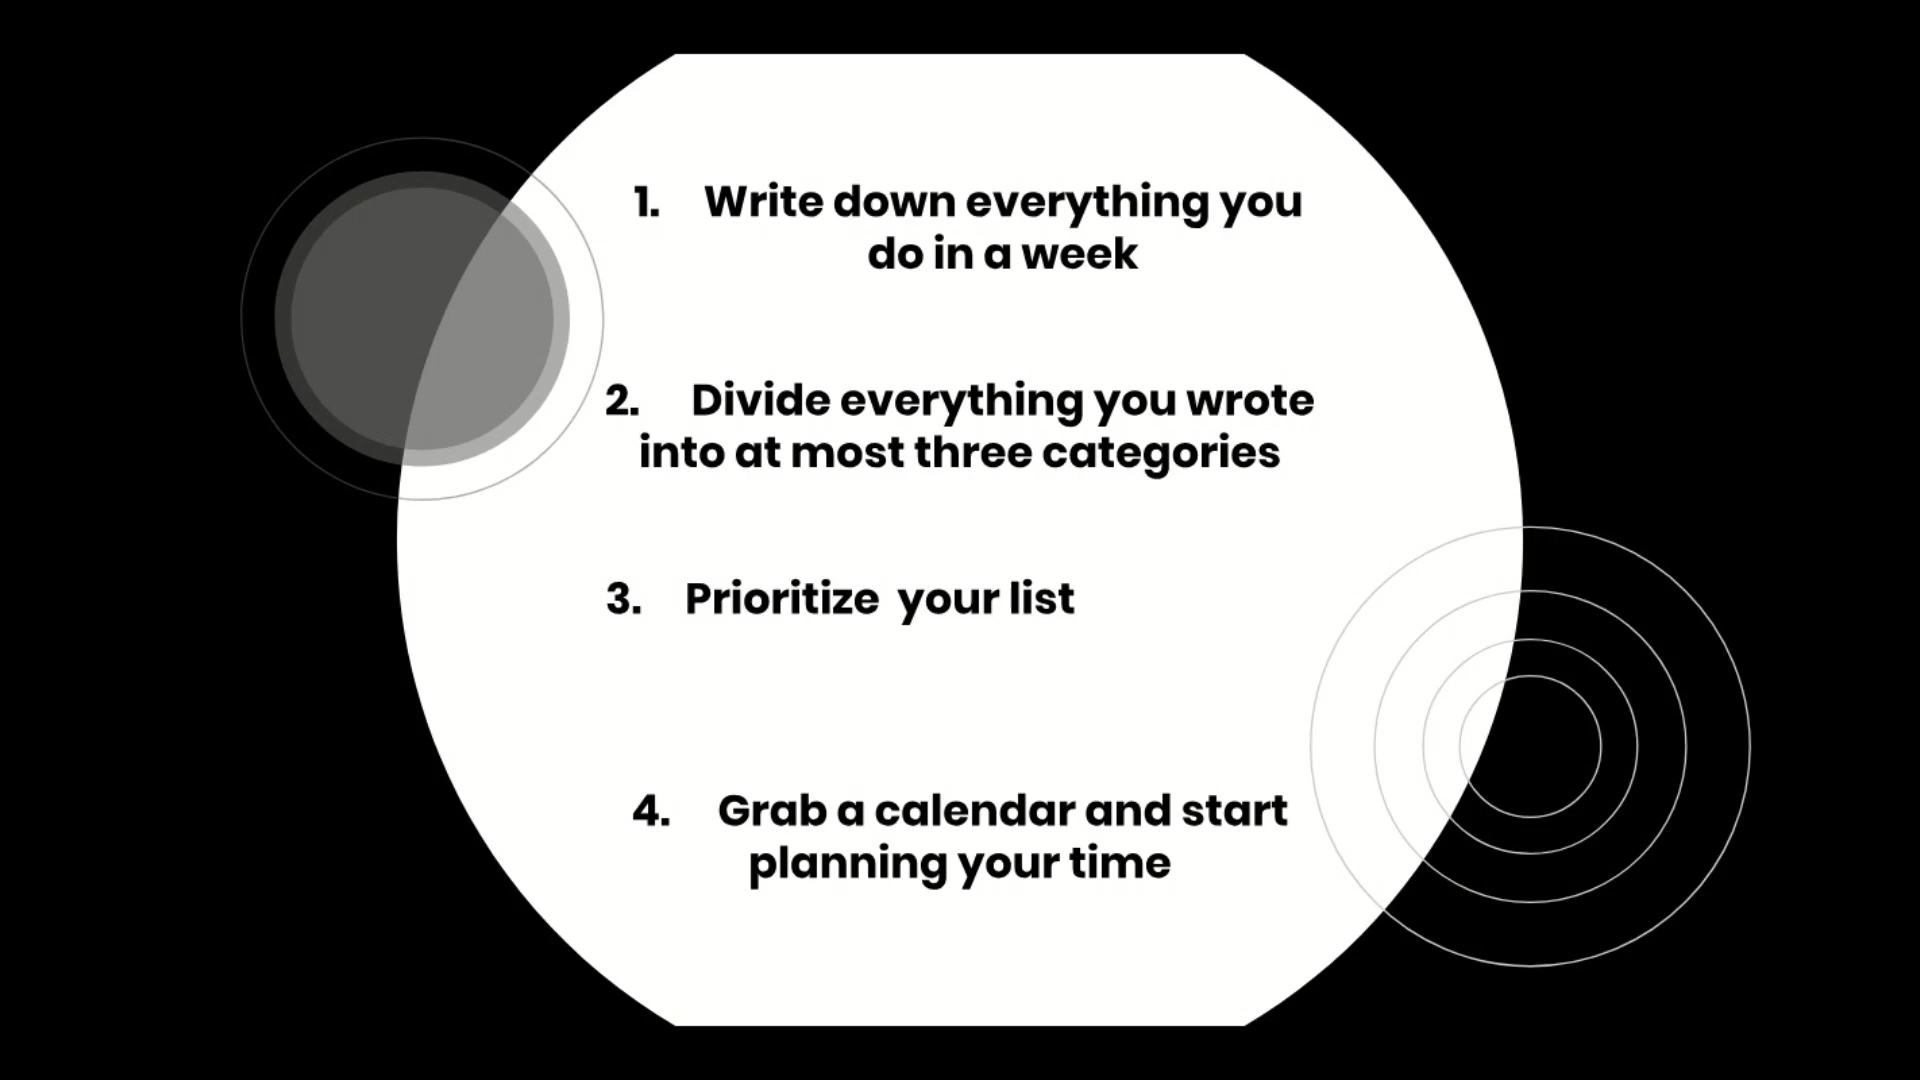 1. Write down everything you
do in a week
2. Divide everything you wrote
into at most three categories
3. Prioritize your list
4. Grab a calendar and start
planning your time